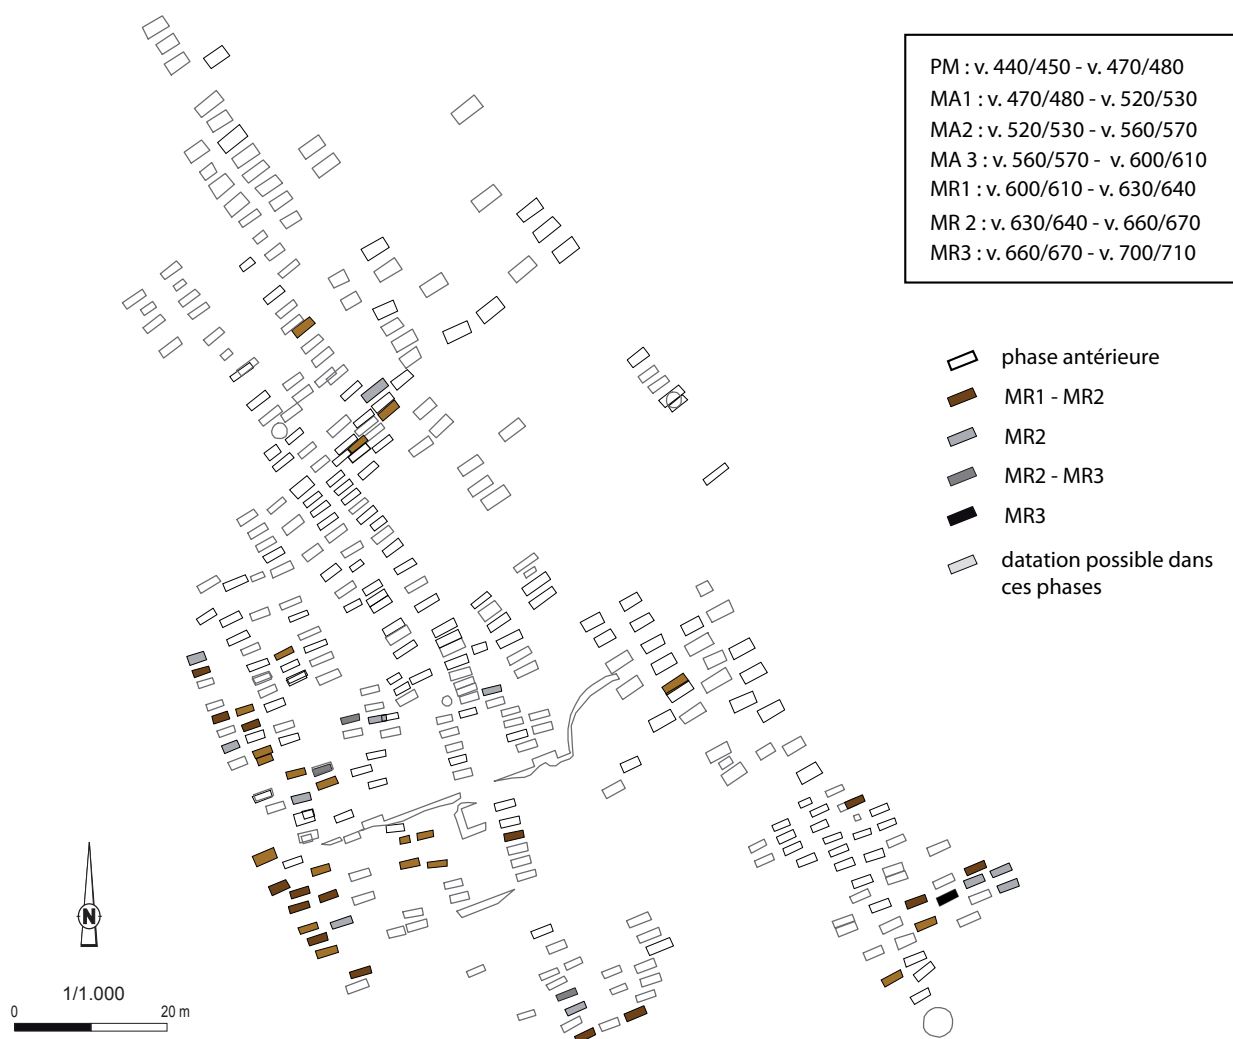 PM : v. 440/450 - v. 470/480
MA1 : v. 470/480 - v. 520/530
MA2 : v. 520/530 - v. 560/570
MA 3 : v. 560/570 -  v. 600/610
MR1 : v. 600/610 - v. 630/640
MR 2 : v. 630/640 - v. 660/670
MR3 : v. 660/670 - v. 700/710
phase antérieure
MR1 - MR2
MR2
MR2 - MR3
MR3
datation possible dans
ces phases
N
1/1.000
0 20 m